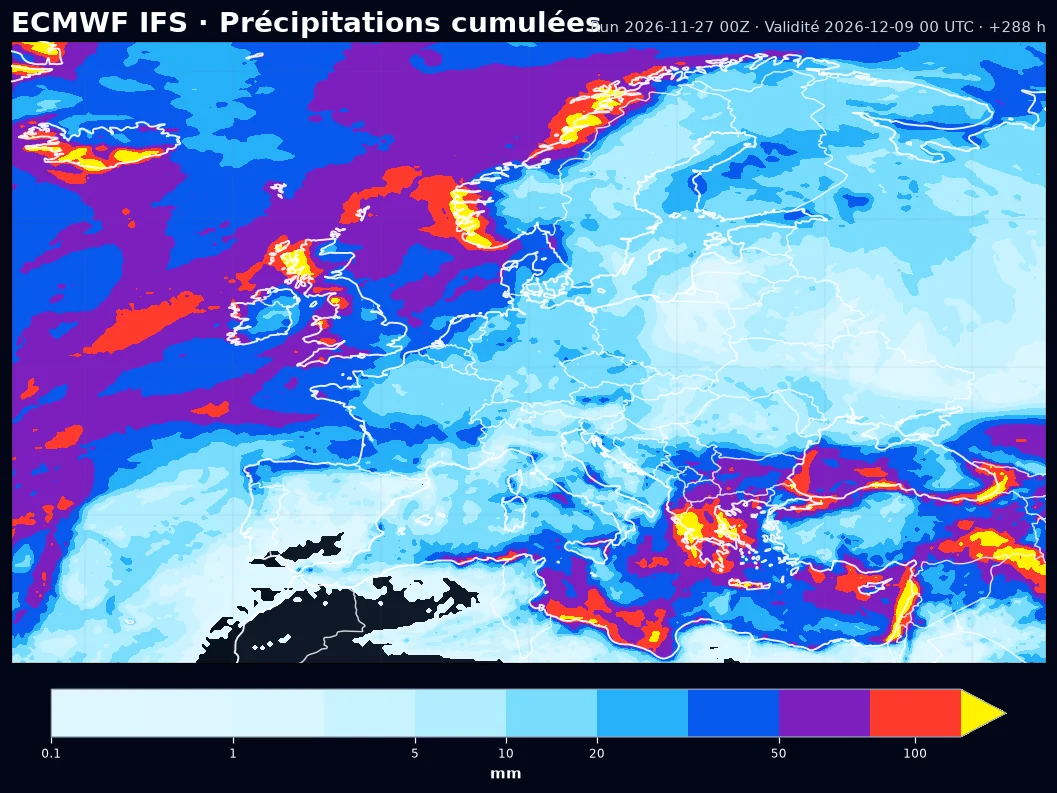 ECMWF IFS · Précipitations cumulées
Run 2026-11-27 00Z · Validité 2026-12-09 00 UTC · +288 h
0.1 1 5 10 20 50 100
mm